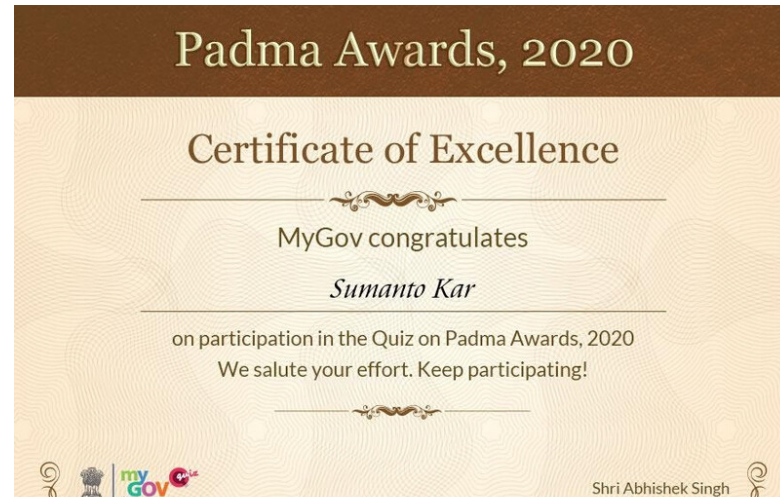 Padma Awards, 2020
Certificate of Excellence
MyGov congratulates
Sumanto Kar
on participation in the Quiz on Padma Awards, 2020
We salute your effort. Keep participating!
my
GOV Quiz
Shri Abhishek Singh